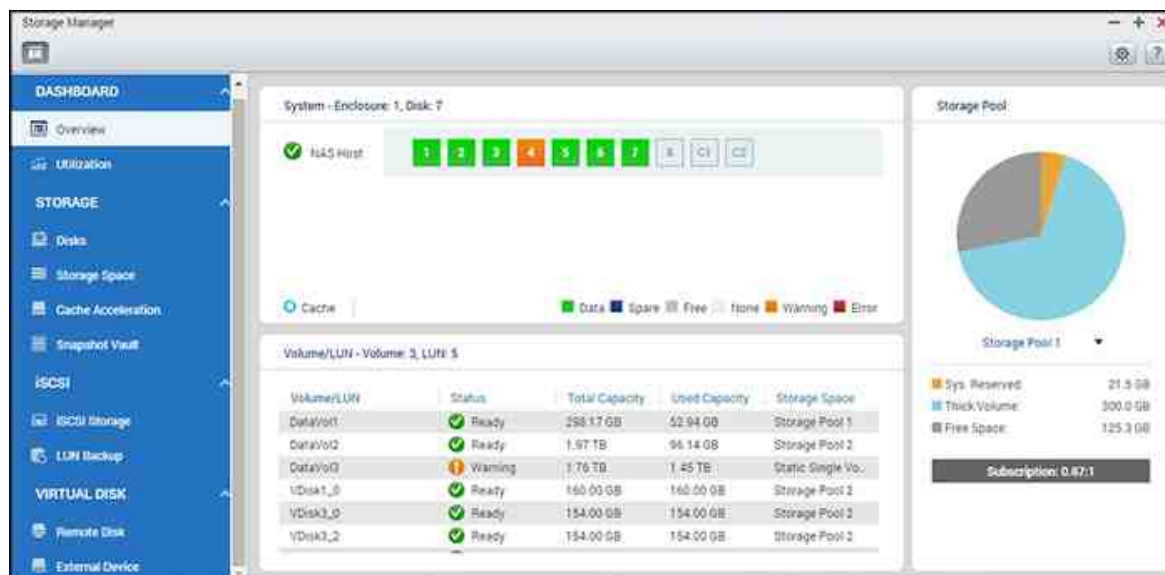 Storage Manager
DASHBOARD
Overview
Utilization
STORAGE
Disks
Storage Space
Cache Acceleration
Snapshot Vault
iSCSI
iSCSI Storage
LUN Backup
VIRTUAL DISK
Remote Disk
External Device
System - Enclosure: 1, Disk: 7
NAS Host 1 2 3 4 5 6 7 8 C1 C2
Cache Data Spare Free None Warning Error
Volume/LUN - Volume: 3, LUN: 5
Volume/LUN Status Total Capacity Used Capacity Storage Space
DataVol1 Ready 298.17 GB 52.94 GB Storage Pool 1
DataVol2 Ready 1.97 TB 96.14 GB Storage Pool 2
DataVol3 Warning 1.76 TB 1.45 TB Static Single Vo..
VDisk1_0 Ready 160.00 GB 160.00 GB Storage Pool 2
VDisk3_0 Ready 154.00 GB 154.00 GB Storage Pool 2
VDisk3_2 Ready 154.00 GB 154.00 GB Storage Pool 2
Storage Pool
Storage Pool 1
Sys. Reserved: 21.5 GB
Thick Volume: 300.0 GB
Free Space: 125.3 GB
Subscription: 0.67:1